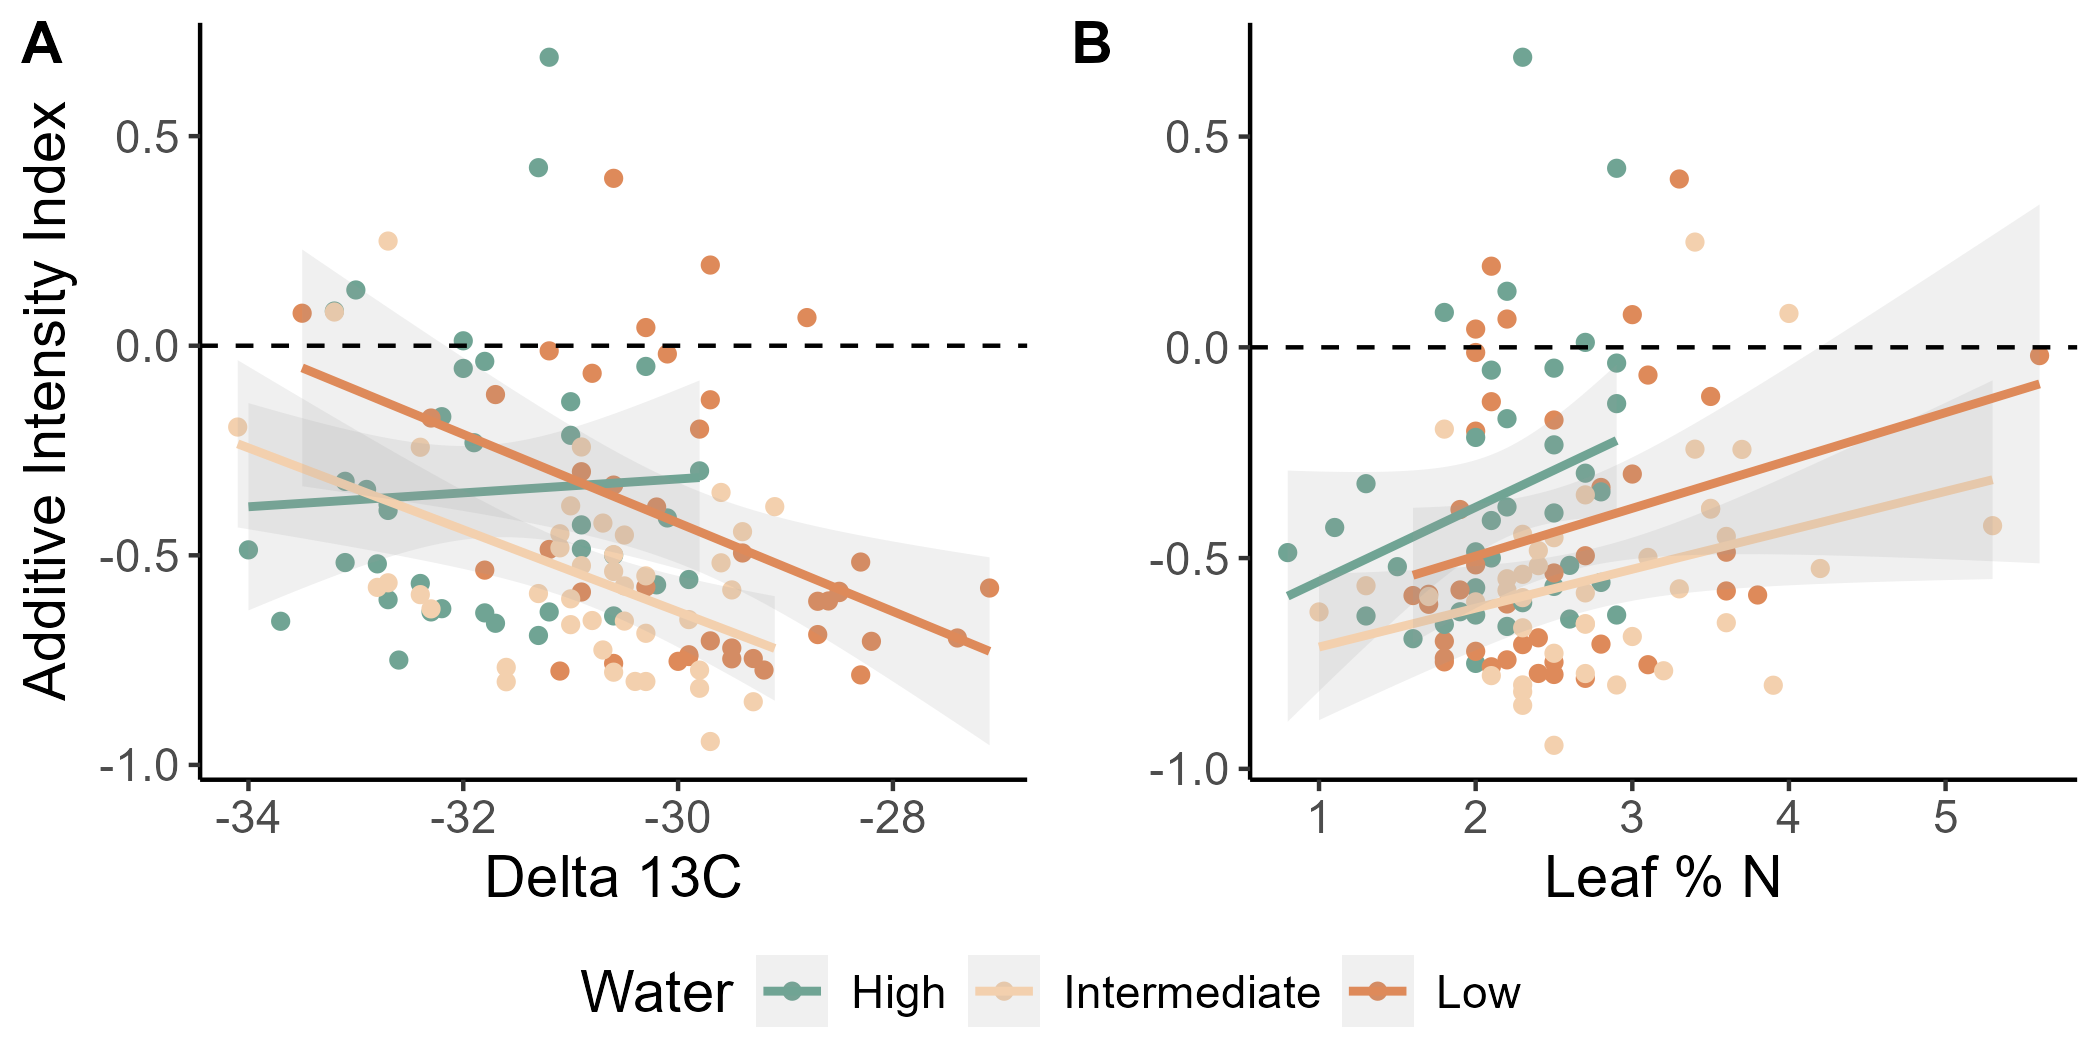 A
B
Additive Intensity Index
0.5
0.0
-0.5
-1.0
-34
-32
-30
-28
Delta 13C
0.5
0.0
-0.5
-1.0
1
2
3
4
5
Leaf % N
Water High Intermediate Low